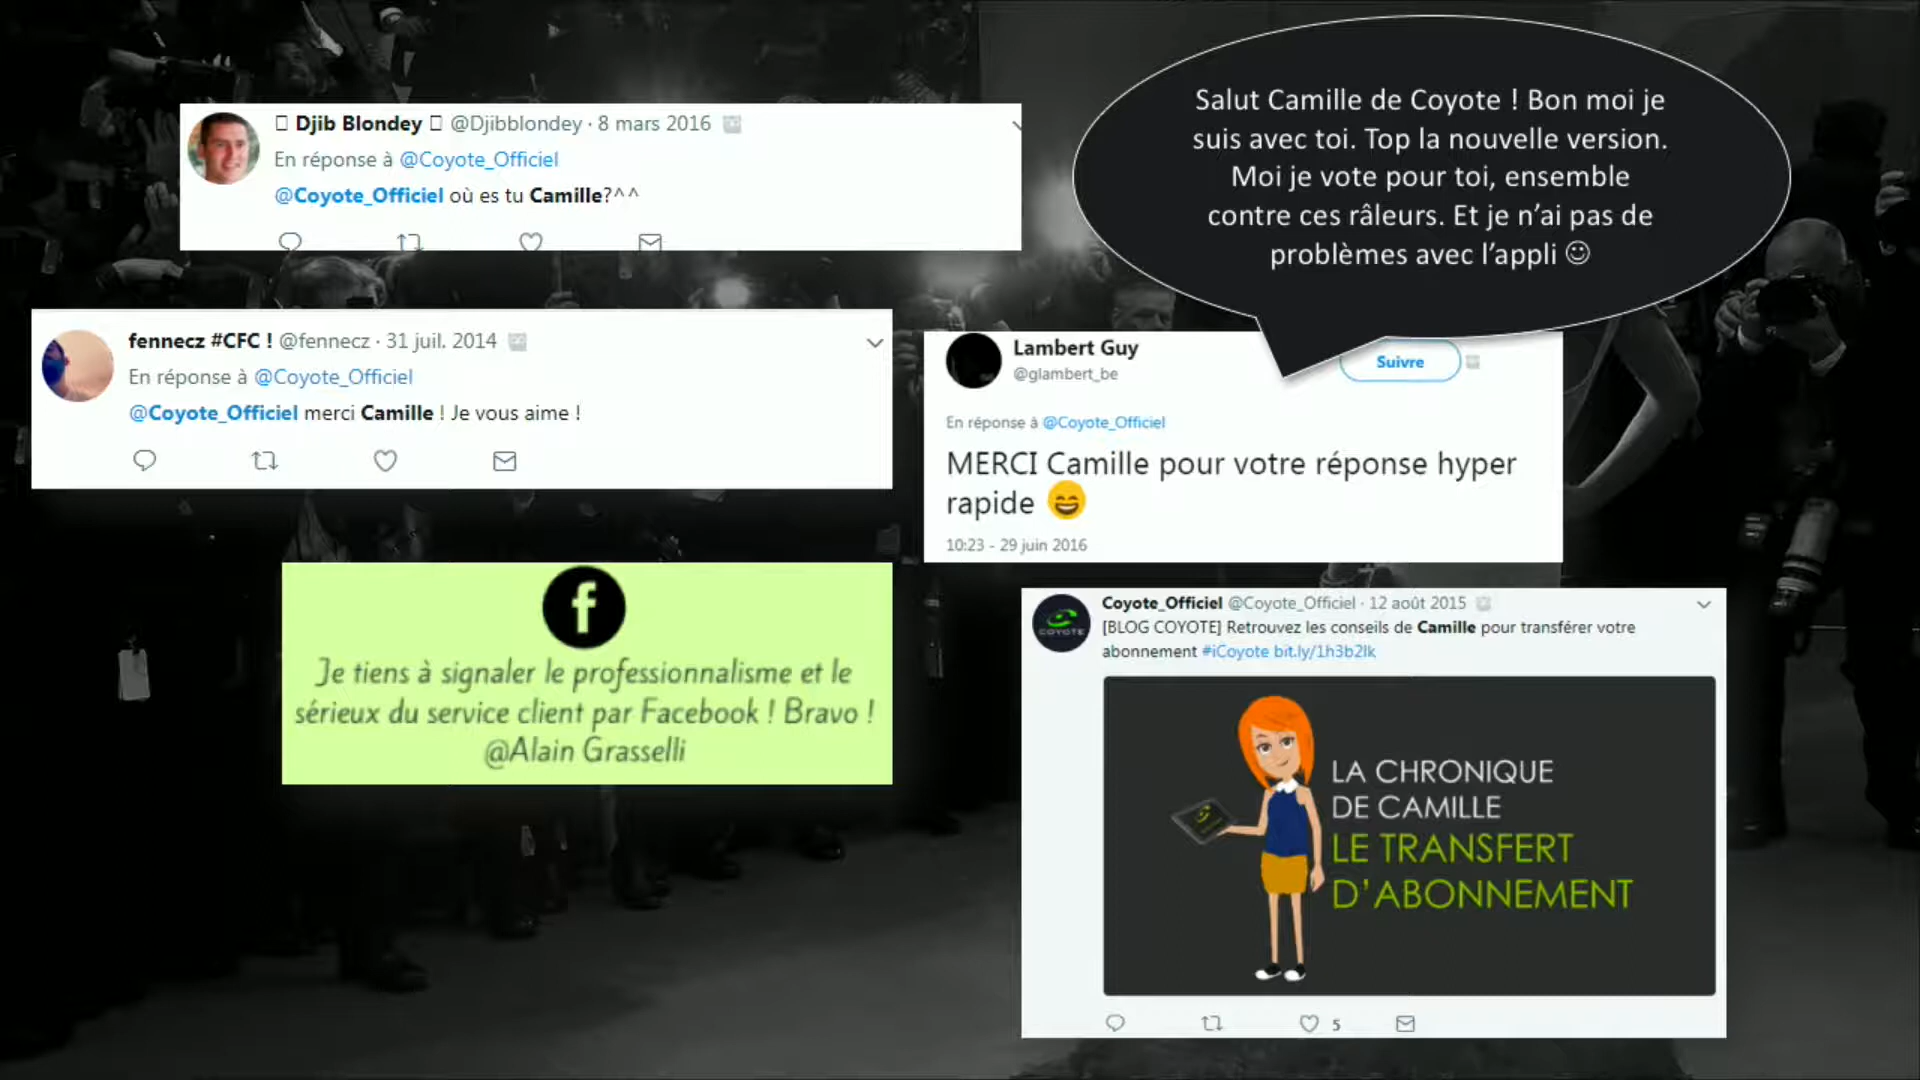 Djib Blondey @Djibblondey · 8 mars 2016
En réponse à @Coyote_Officiel
@Coyote_Officiel où es tu Camille?^^
Salut Camille de Coyote ! Bon moi je
suis avec toi. Top la nouvelle version.
Moi je vote pour toi, ensemble
contre ces râleurs. Et je n’ai pas de
problèmes avec l’appli ☺
fennecz #CFC ! @fennecz · 31 juil. 2014
En réponse à @Coyote_Officiel
@Coyote_Officiel merci Camille ! Je vous aime !
Lambert Guy
@glambert_be
Suivre
En réponse à @Coyote_Officiel
MERCI Camille pour votre réponse hyper
rapide 😄
10:23 - 29 juin 2016
f
Je tiens à signaler le professionnalisme et le
sérieux du service client par Facebook ! Bravo !
@Alain Grasselli
COYOTE
Coyote_Officiel @Coyote_Officiel · 12 août 2015
[BLOG COYOTE] Retrouvez les conseils de Camille pour transférer votre
abonnement #iCoyote bit.ly/1h3b2lk
LA CHRONIQUE
DE CAMILLE
LE TRANSFERT
D’ABONNEMENT
5